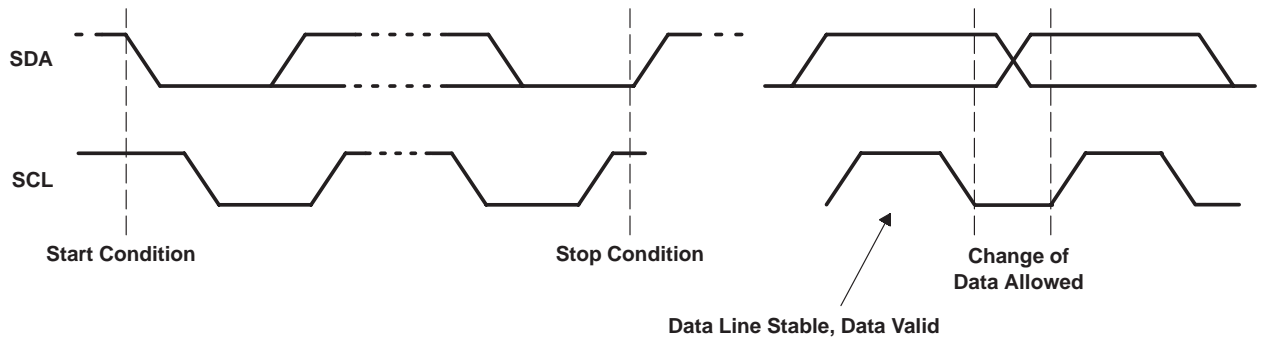 SDA
SCL
Start Condition
Stop Condition
Change of
Data Allowed
Data Line Stable, Data Valid